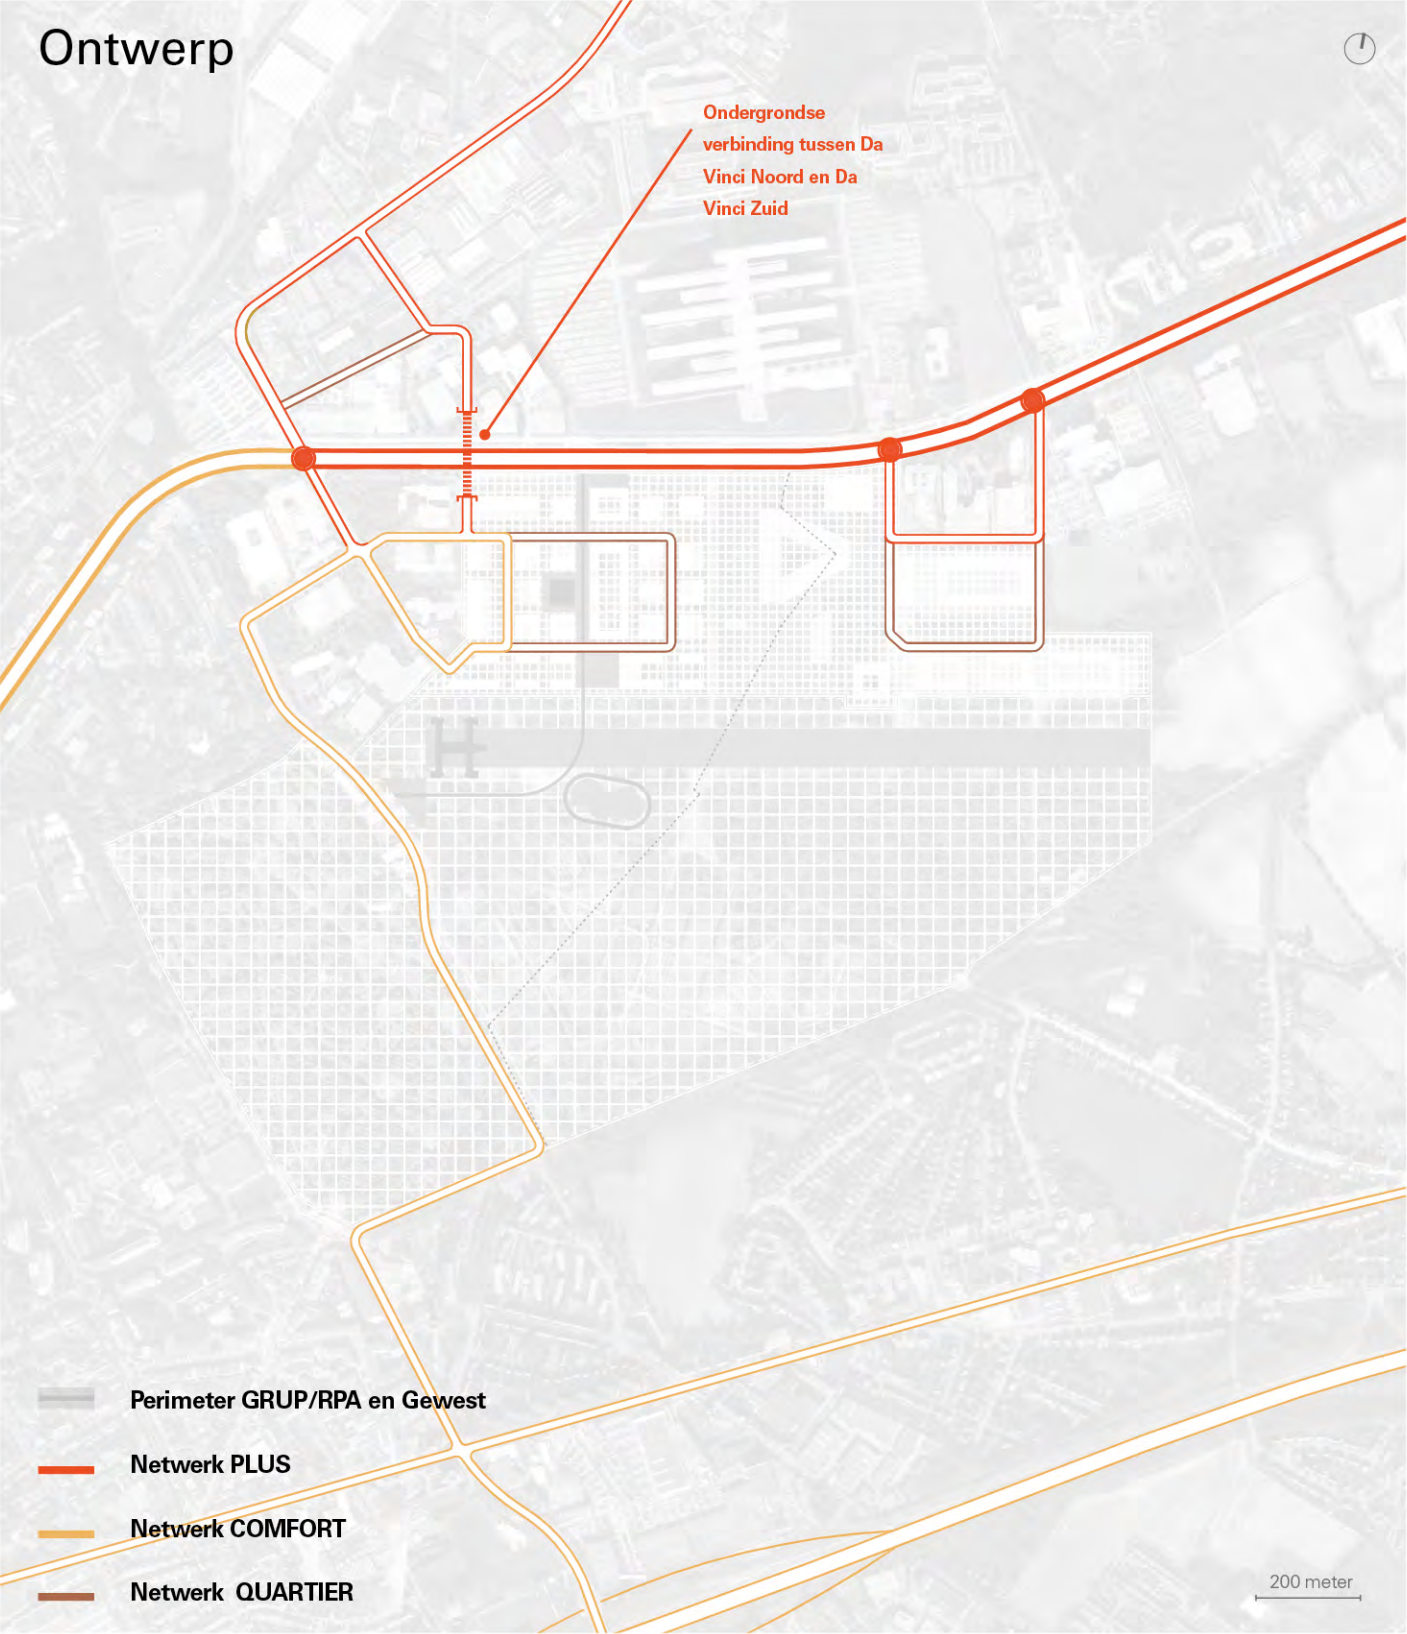 Ontwerp
Ondergrondse
verbinding tussen Da
Vinci Noord en Da
Vinci Zuid
Perimeter GRUP/RPA en Gewest
Netwerk PLUS
Netwerk COMFORT
Netwerk QUARTIER
200 meter